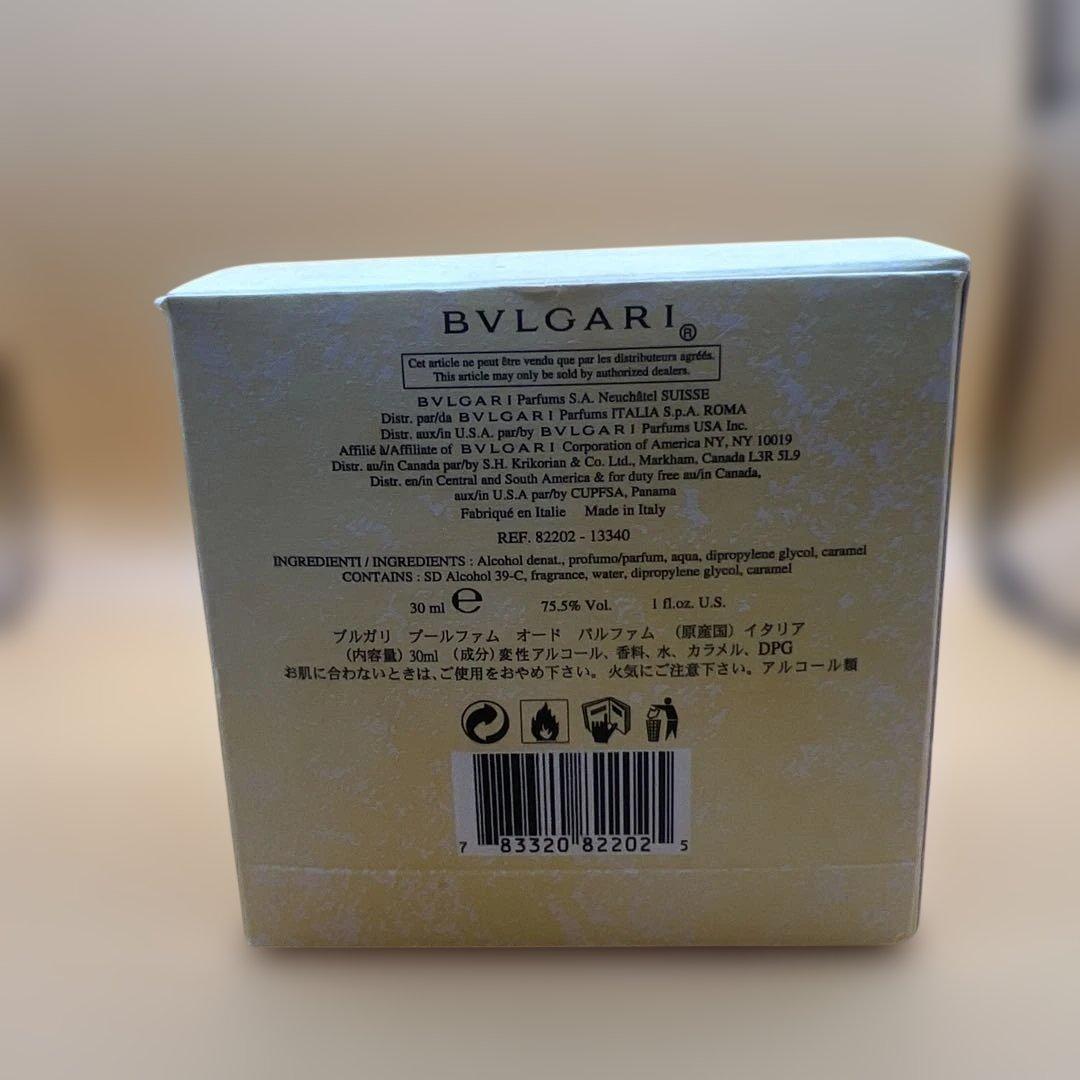 BVLGARI®
Cet article ne peut être vendu que par les distributeurs agréés.
This article may only be sold by authorized dealers.
BVLGARI Parfums S.A. Neuchâtel SUISSE
Distr. par/da BVLGARI Parfums ITALIA S.p.A. ROMA
Distr. aux/in U.S.A. par/by BVLGARI Parfums USA Inc.
Affilié à/Affiliate of BVLGARI Corporation of America NY, NY 10019
Distr. au/in Canada par/by S.H. Krikorian & Co. Ltd., Markham, Canada L3R 5L9
Distr. en/in Central and South America & for duty free au/in Canada,
aux/in U.S.A par/by CUPFSA, Panama
Fabriqué en Italie Made in Italy
REF. 82202 - 13340
INGREDIENTI / INGREDIENTS : Alcohol denat., profumo/parfum, aqua, dipropylene glycol, caramel
CONTAINS : SD Alcohol 39-C, fragrance, water, dipropylene glycol, caramel
30 ml ℮ 75.5% Vol. 1 fl.oz. U.S.
ブルガリ プールファム オード パルファム （原産国）イタリア
（内容量）30ml （成分）変性アルコール、香料、水、カラメル、DPG
お肌に合わないときは、ご使用をおやめ下さい。火気にご注意下さい。アルコール類
7 83320 82202 5